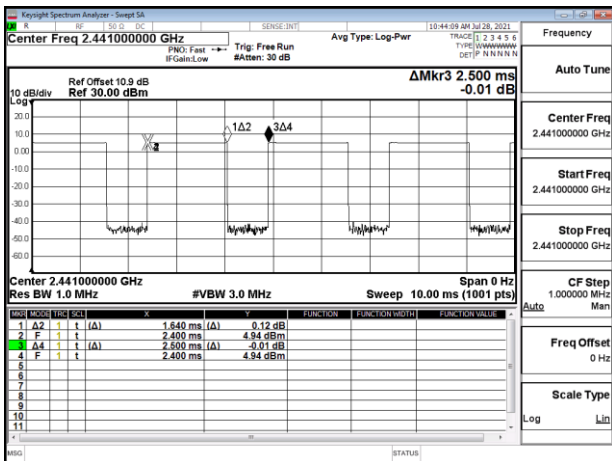 Keysight Spectrum Analyzer - Swept SA
R RF 50 Ω DC SENSE:INT 10:44:09 AM Jul 28, 2021
Center Freq 2.441000000 GHz
PNO: Fast
IFGain:Low
Trig: Free Run
#Atten: 30 dB
Avg Type: Log-Pwr
TRACE 1 2 3 4 5 6
TYPE WWWWWW
DET P N N N N N
Frequency
Auto Tune
Center Freq
2.441000000 GHz
Start Freq
2.441000000 GHz
Stop Freq
2.441000000 GHz
CF Step
1.000000 MHz
Auto Man
Freq Offset
0 Hz
Scale Type
Log Lin
Ref Offset 10.9 dB
Ref 30.00 dBm
10 dB/div
Log
ΔMkr3 2.500 ms
-0.01 dB
20.0
10.0
0.00
-10.0
-20.0
-30.0
-40.0
-50.0
-60.0
1Δ2
3Δ4
Center 2.441000000 GHz
Res BW 1.0 MHz
#VBW 3.0 MHz
Span 0 Hz
Sweep 10.00 ms (1001 pts)
MKR MODE TRC SCL X Y FUNCTION FUNCTION WIDTH FUNCTION VALUE
1 Δ2 1 t (Δ) 1.640 ms (Δ) 0.12 dB
2 F 1 t 2.400 ms 4.94 dBm
3 Δ4 1 t (Δ) 2.500 ms (Δ) -0.01 dB
4 F 1 t 2.400 ms 4.94 dBm
5
6
7
8
9
10
11
MSG STATUS